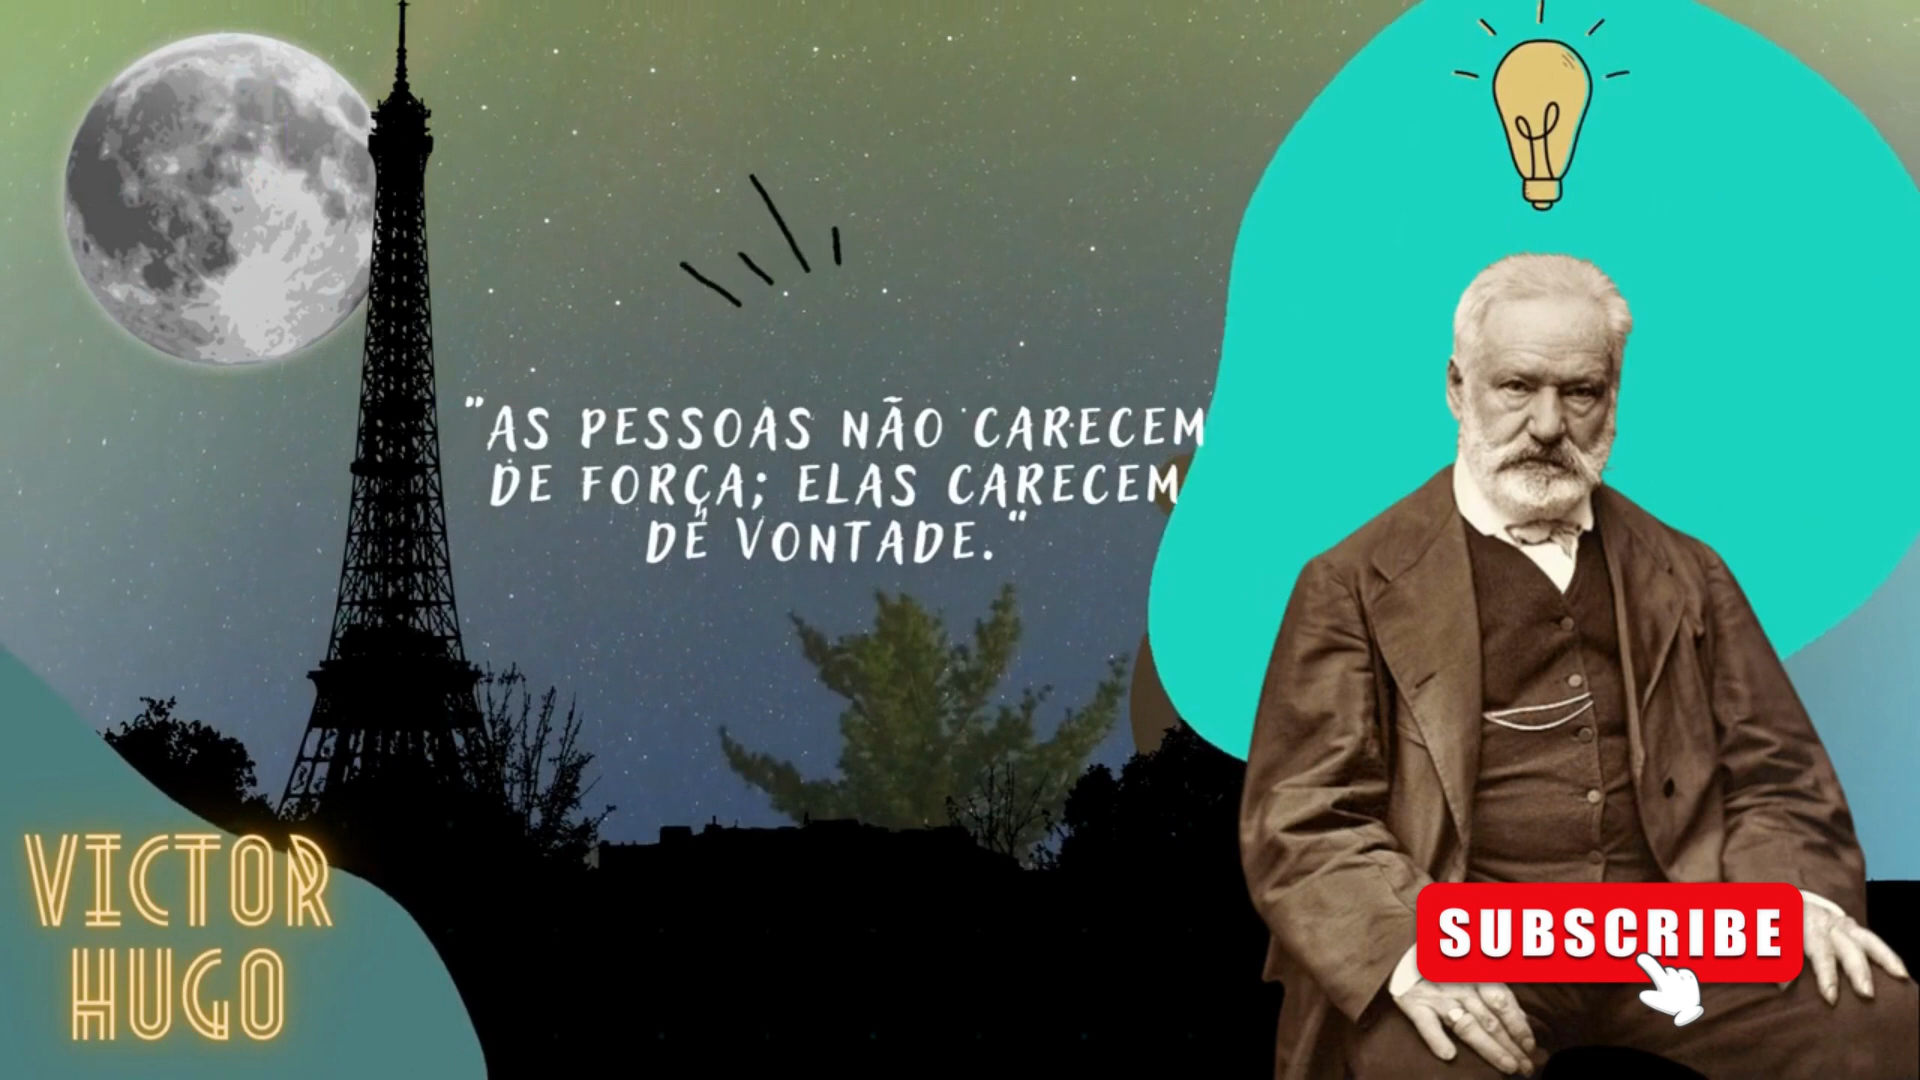 "AS PESSOAS NÃO CARECEM
DE FORÇA; ELAS CARECEM
DE VONTADE."
VICTOR
HUGO
SUBSCRIBE